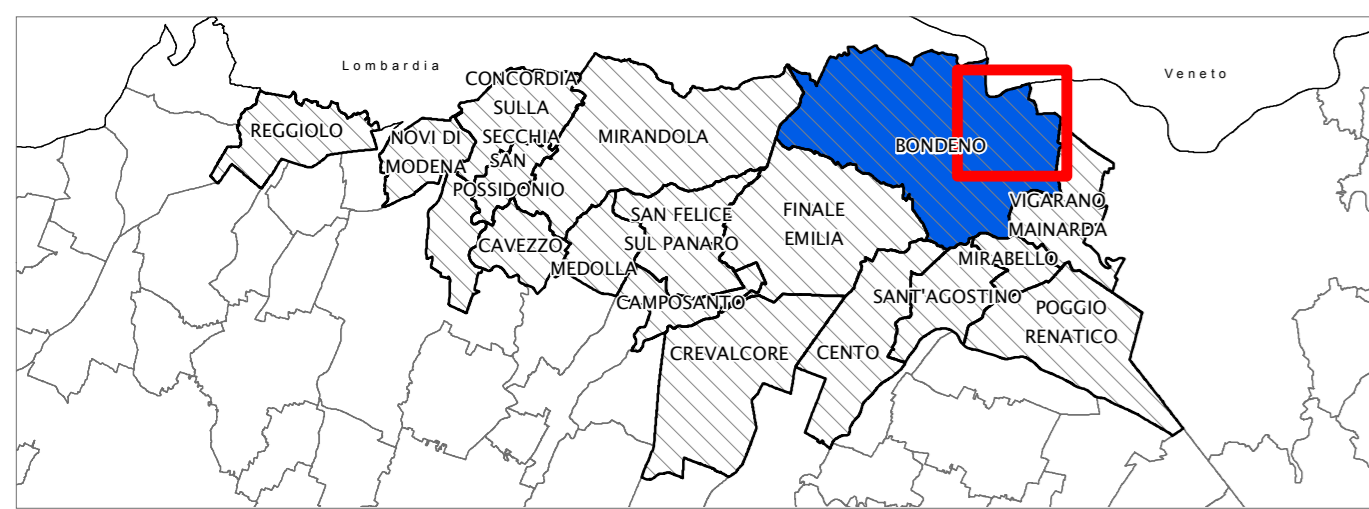 Lombardia
Veneto
CONCORDIA
SULLA
SECCHIA
REGGIOLO
NOVI DI
MODENA
MIRANDOLA
SAN
POSSIDONIO
BONDENO
VIGARANO
MAINARDA
SAN FELICE
SUL PANARO
FINALE
EMILIA
CAVEZZO
MEDOLLA
MIRABELLO
CAMPOSANTO
SANT'AGOSTINO
POGGIO
RENATICO
CREVALCORE
CENTO